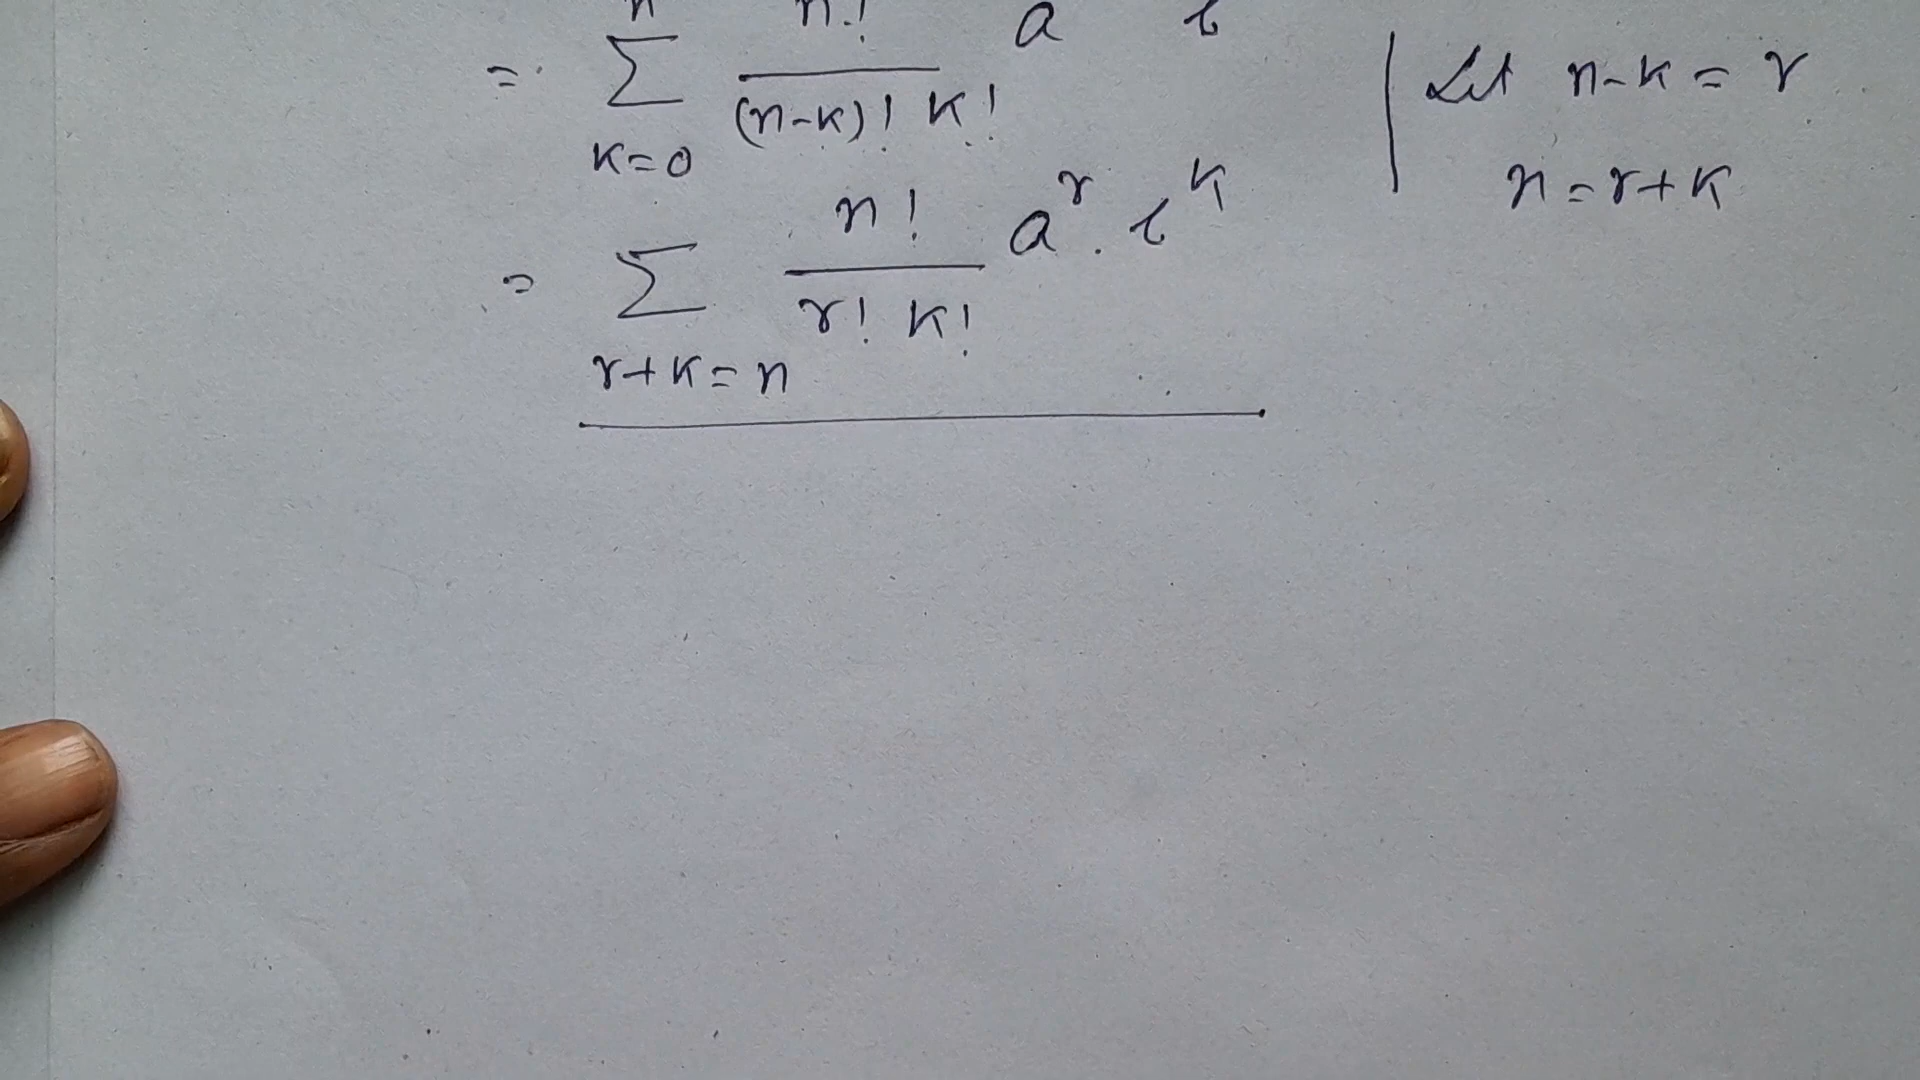 = n Σ K=0 n! / (n-K)! K! a b
Let n-K = r
n = r+K
= Σ r+K=n n! / r! K! a^r . b^K